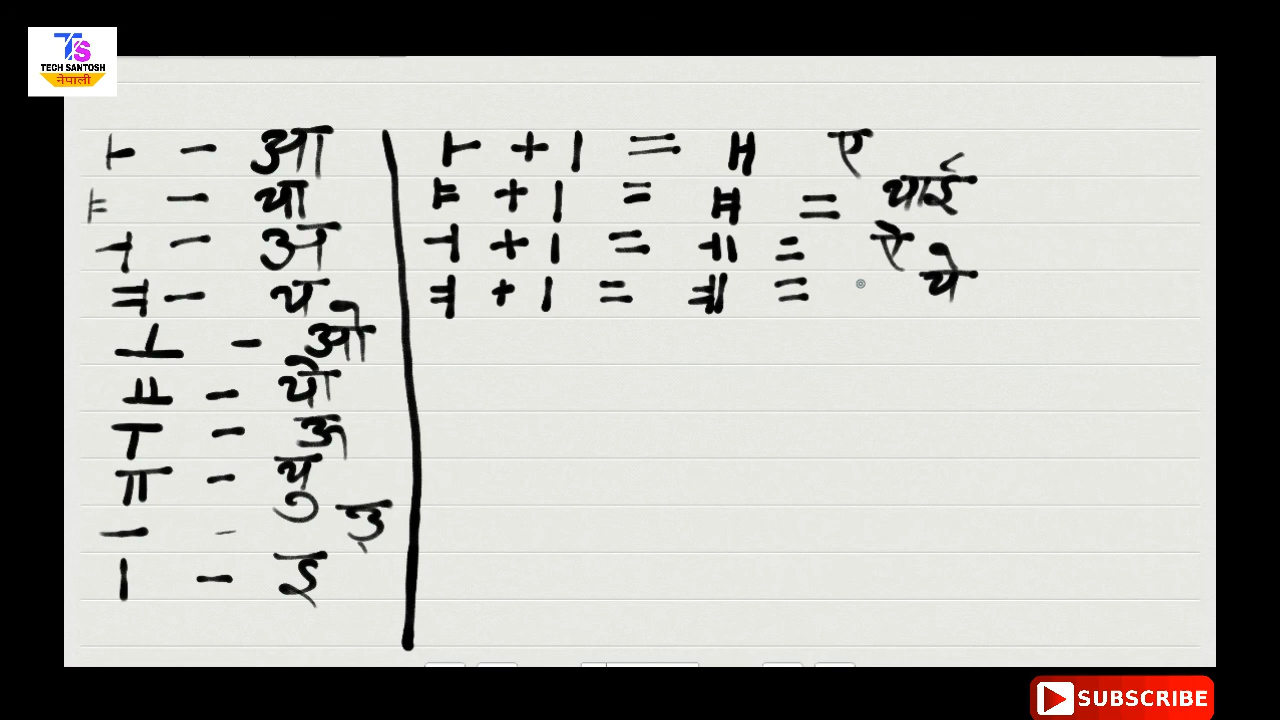 TECH SANTOSH
नेपाली
ㅏ - आ
ㅑ - या
ㅓ - अ
ㅕ - य
ㅗ - ओ
ㅛ - यो
ㅜ - ऊ
ㅠ - यु
ㅡ - उ
ㅣ - ई
ㅏ + ㅣ = ㅐ ए
ㅑ + ㅣ = ㅒ = याई
ㅓ + ㅣ = ㅔ = ऐ
ㅕ + ㅣ = ㅖ = ये
SUBSCRIBE